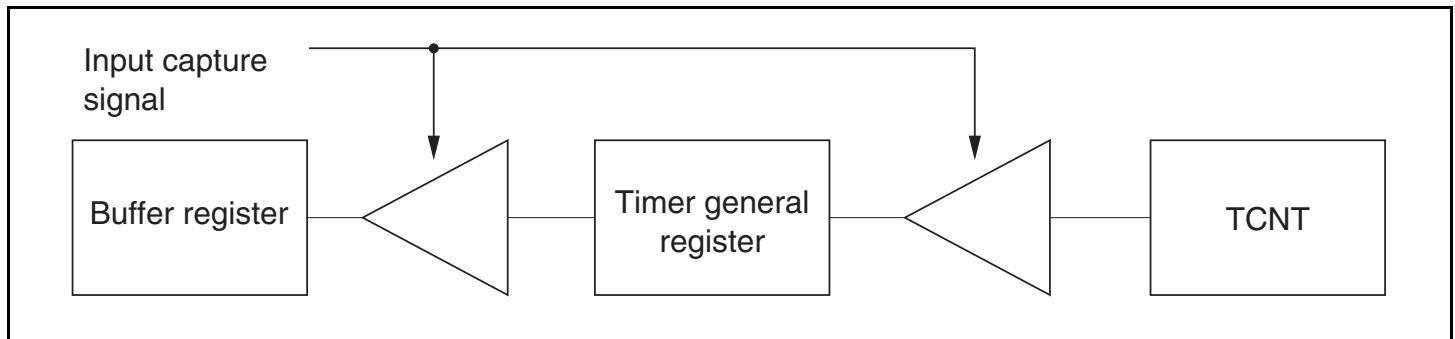 Input capture
signal
Buffer register
Timer general
register
TCNT